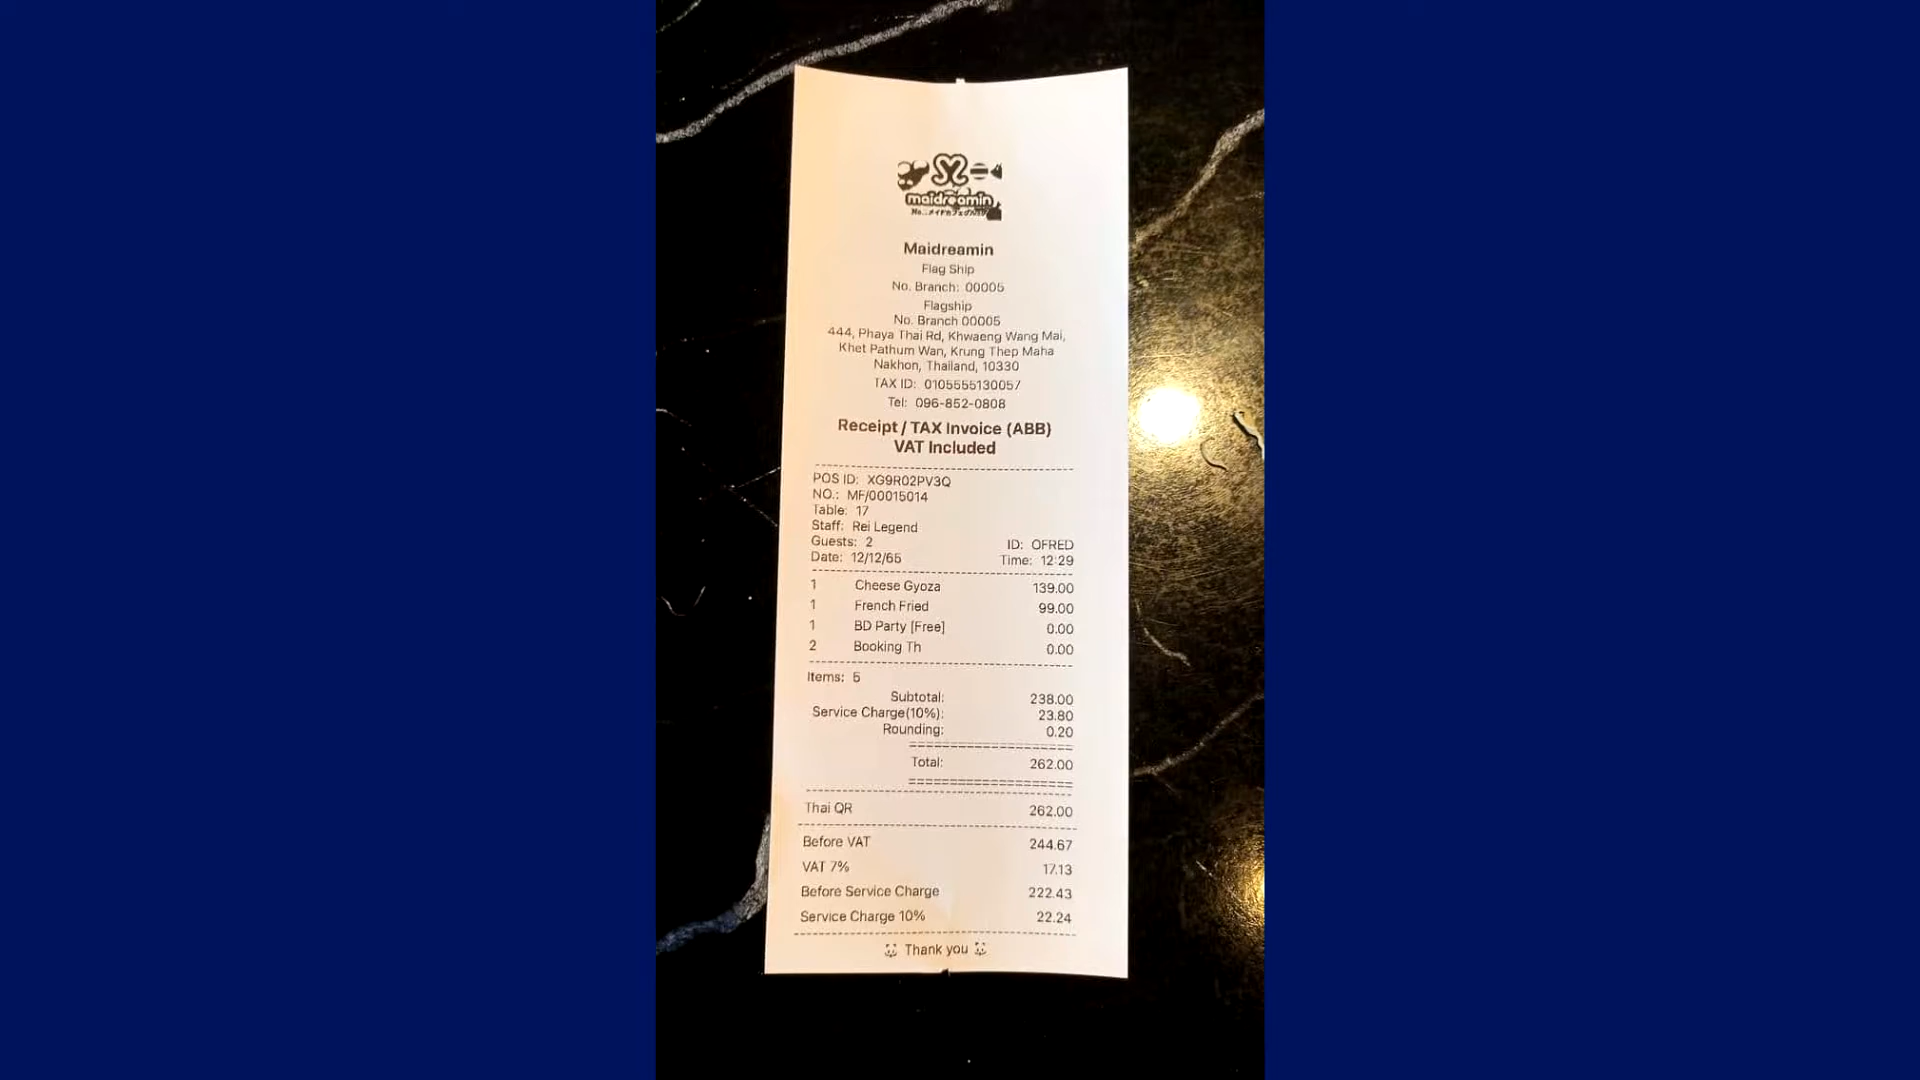 maidreamin
Maidreamin
Flag Ship
No. Branch: 00005
Flagship
No. Branch 00005
444, Phaya Thai Rd, Khwaeng Wang Mai,
Khet Pathum Wan, Krung Thep Maha
Nakhon, Thailand, 10330
TAX ID: 0105555130057
Tel: 096-852-0808
Receipt / TAX Invoice (ABB)
VAT Included
POS ID: XG9R02PV3Q
NO.: MF/00015014
Table: 17
Staff: Rei Legend
Guests: 2 ID: OFRED
Date: 12/12/65 Time: 12:29
1 Cheese Gyoza 139.00
1 French Fried 99.00
1 BD Party [Free] 0.00
2 Booking Th 0.00
Items: 5
Subtotal: 238.00
Service Charge(10%): 23.80
Rounding: 0.20
Total: 262.00
Thai QR 262.00
Before VAT 244.67
VAT 7% 17.13
Before Service Charge 222.43
Service Charge 10% 22.24
Thank you